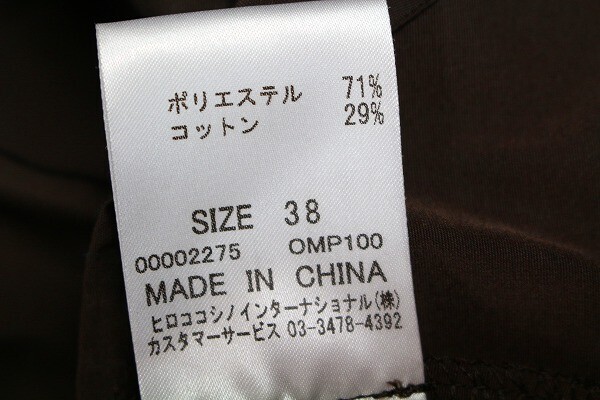 ポリエステル 71%
コットン 29%
SIZE 38
00002275 OMP100
MADE IN CHINA
ヒロココシノインターナショナル(株)
カスタマーサービス 03-3478-4392